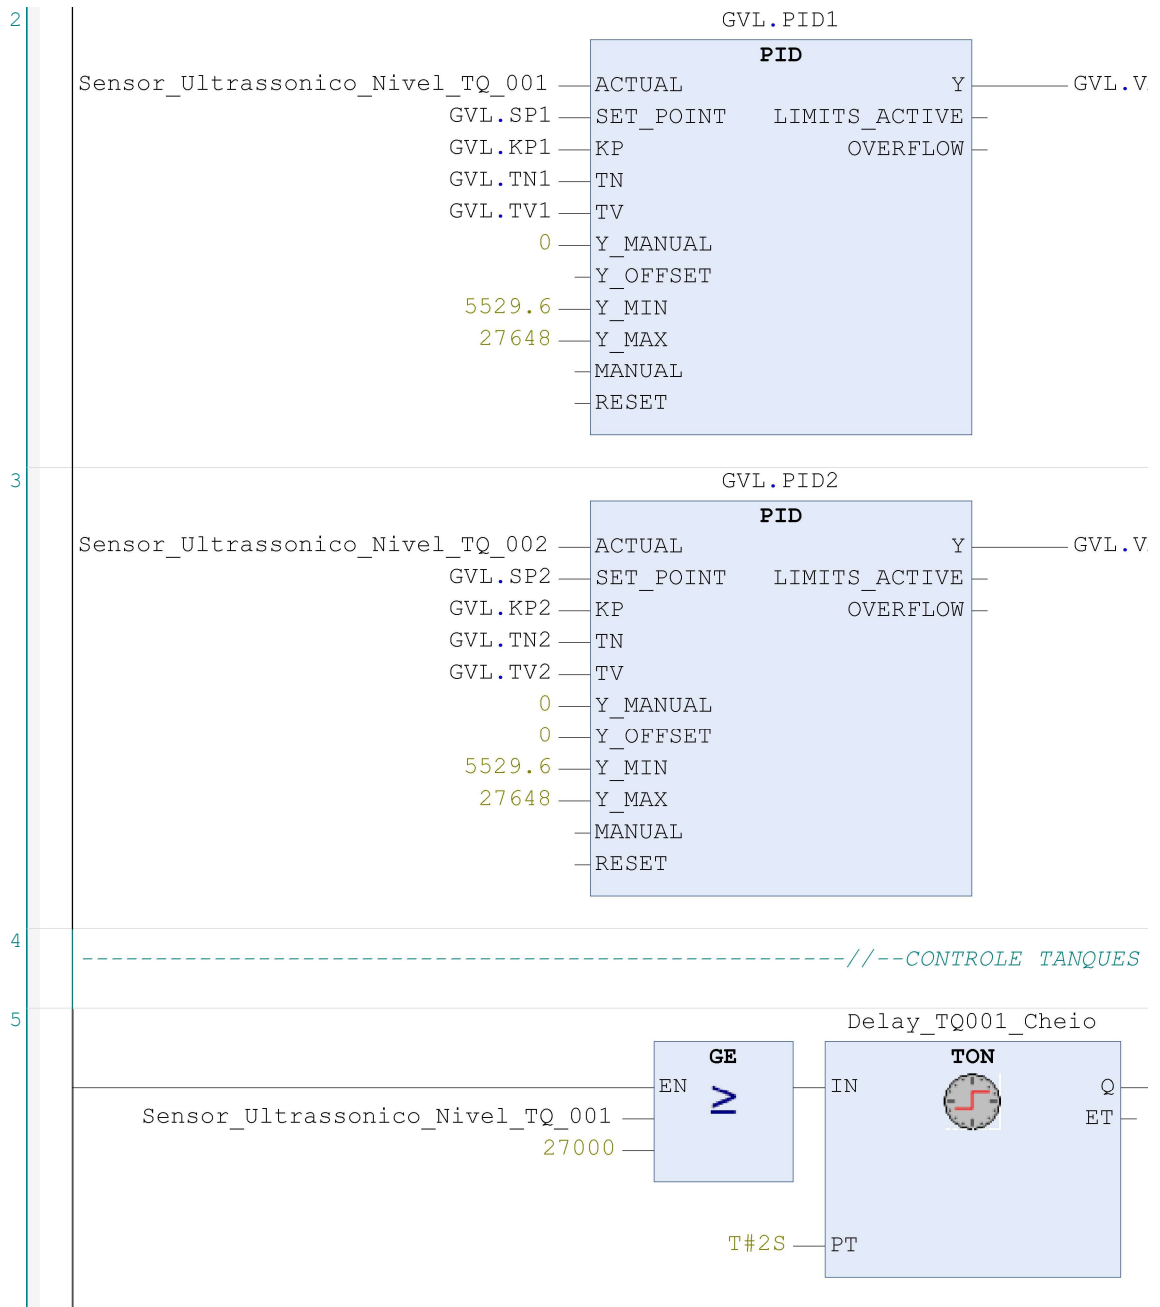 2
GVL.PID1
PID
Sensor_Ultrassonico_Nivel_TQ_001 ACTUAL Y GVL.V
GVL.SP1 SET_POINT LIMITS_ACTIVE
GVL.KP1 KP OVERFLOW
GVL.TN1 TN
GVL.TV1 TV
0 Y_MANUAL
Y_OFFSET
5529.6 Y_MIN
27648 Y_MAX
MANUAL
RESET
3
GVL.PID2
PID
Sensor_Ultrassonico_Nivel_TQ_002 ACTUAL Y GVL.V
GVL.SP2 SET_POINT LIMITS_ACTIVE
GVL.KP2 KP OVERFLOW
GVL.TN2 TN
GVL.TV2 TV
0 Y_MANUAL
0 Y_OFFSET
5529.6 Y_MIN
27648 Y_MAX
MANUAL
RESET
4
----------------------------------------------------//--CONTROLE TANQUES
5
Delay_TQ001_Cheio
GE TON
EN ≥ IN Q
Sensor_Ultrassonico_Nivel_TQ_001 ET
27000
T#2S PT